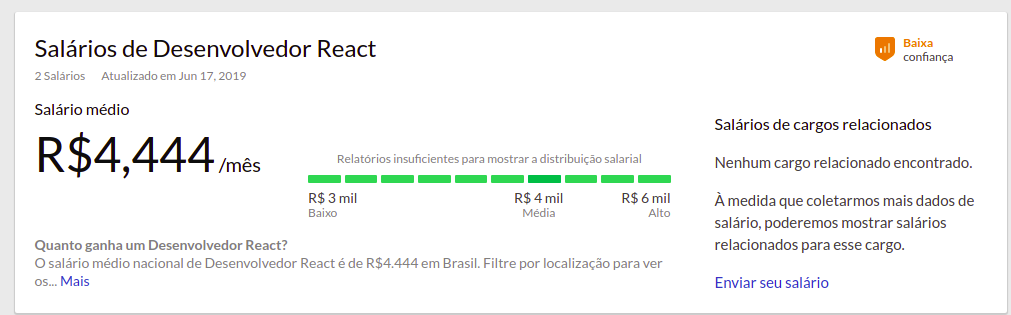 Salários de Desenvolvedor React
2 Salários Atualizado em Jun 17, 2019
Baixa
confiança
Salário médio
R$4,444 /mês
Relatórios insuficientes para mostrar a distribuição salarial
R$ 3 mil R$ 4 mil R$ 6 mil
Baixo Média Alto
Quanto ganha um Desenvolvedor React?
O salário médio nacional de Desenvolvedor React é de R$4.444 em Brasil. Filtre por localização para ver
os... Mais
Salários de cargos relacionados
Nenhum cargo relacionado encontrado.
À medida que coletarmos mais dados de
salário, poderemos mostrar salários
relacionados para esse cargo.
Enviar seu salário